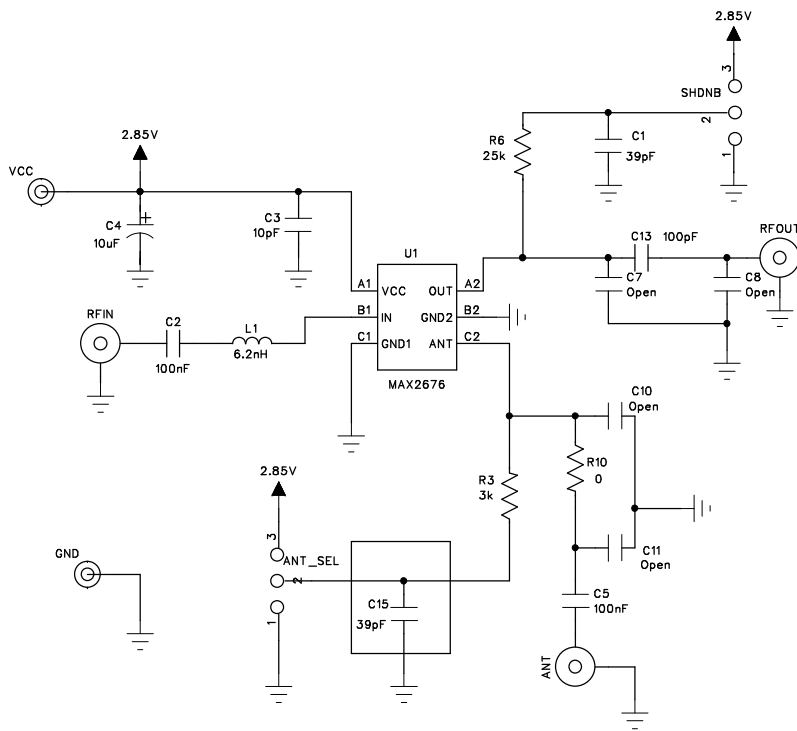 2.85V
3
SHDNB
2
1
R6
25k
C1
39pF
2.85V
VCC
C4
10uF
+
C3
10pF
U1
A1 VCC OUT A2
B1 IN GND2 B2
C1 GND1 ANT C2
MAX2676
C13 100pF
RFOUT
C7
Open
C8
Open
RFIN
C2
100nF
L1
6.2nH
C10
Open
R10
0
R3
3k
C11
Open
C5
100nF
ANT
2.85V
3
ANT_SEL
2
1
C15
39pF
GND